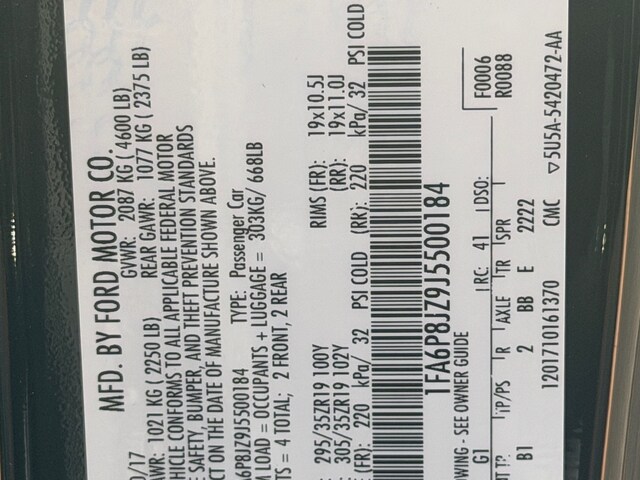 MFD. BY FORD MOTOR CO.
0/17 GVWR: 2087 KG ( 4600 LB)
AWR: 1021 KG ( 2250 LB) REAR GAWR: 1077 KG ( 2375 LB)
HICLE CONFORMS TO ALL APPLICABLE FEDERAL MOTOR
E SAFETY, BUMPER, AND THEFT PREVENTION STANDARDS
CT ON THE DATE OF MANUFACTURE SHOWN ABOVE.
A6P8JZ9J5500184 TYPE: Passenger Car
M LOAD = OCCUPANTS + LUGGAGE = 303KG/ 668LB
TS = 4 TOTAL; 2 FRONT, 2 REAR
295/35ZR19 100Y RIMS (FR): 19x10.5J
305/35ZR19 102Y (RR): 19x11.0J
E (FR): 220 kPa/ 32 PSI COLD (RR): 220 kPa/ 32 PSI COLD
1FA6P8JZ9J5500184
WING - SEE OWNER GUIDE
G1 RC: 41 DSO: F0006
R0088
TP/PS R AXLE TR SPR
B1 2 BB E 2222
1201710161370 CMC ▽5U5A-5420472-AA